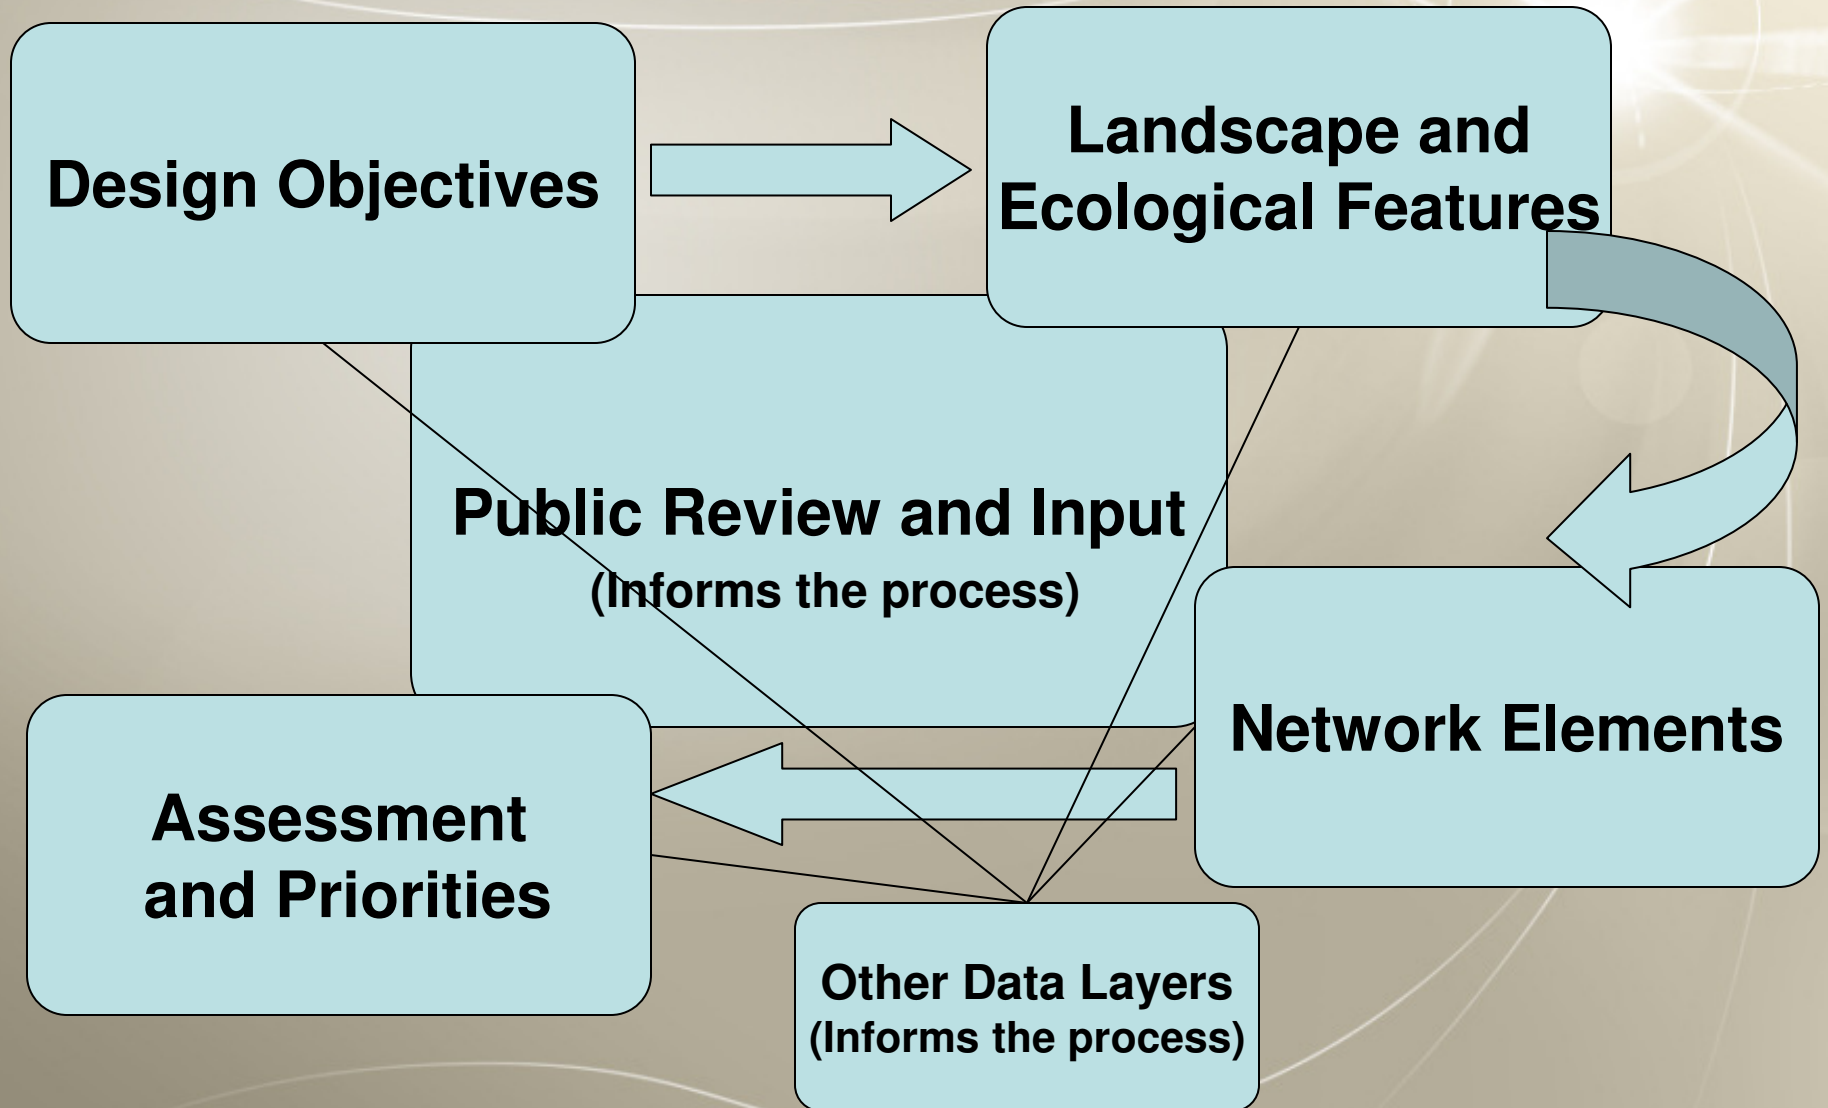 Design Objectives
Landscape and
Ecological Features
Public Review and Input
(Informs the process)
Network Elements
Assessment
and Priorities
Other Data Layers
(Informs the process)